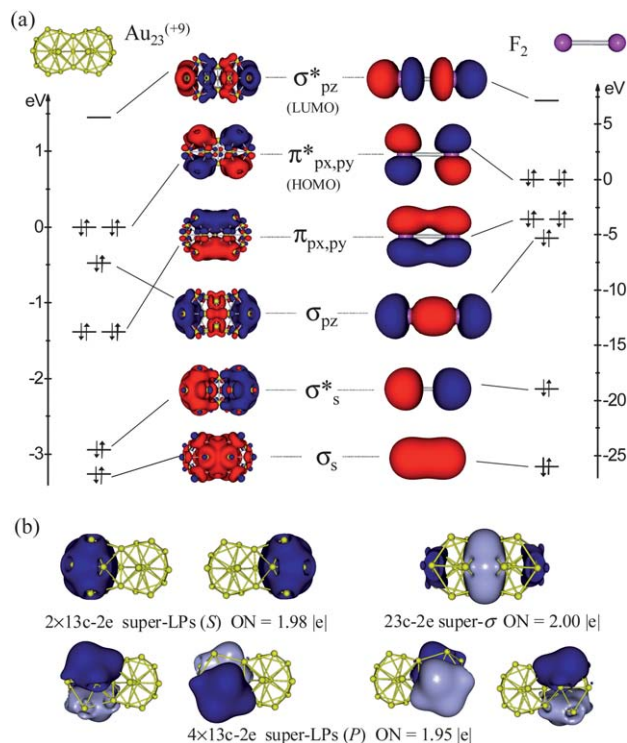 (a)
Au₂₃⁽⁺⁹⁾
F₂
eV
eV
σ*pz
(LUMO)
π*px,py
(HOMO)
πpx,py
σpz
σ*s
σs
1
0
-1
-2
-3
5
0
-5
-10
-15
-20
-25
(b)
2×13c-2e super-LPs (S) ON = 1.98 |e|
23c-2e super-σ ON = 2.00 |e|
4×13c-2e super-LPs (P) ON = 1.95 |e|